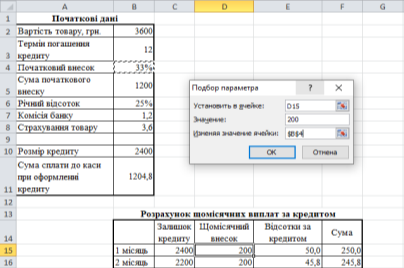 A B C D E F G
1 Початкові дані
2 Вартість товару, грн. 3600
Термін погашення
3 кредиту 12
4 Початковий внесок 33%
Сума початкового
5 внеску 1200
6 Річний відсоток 25%
7 Комісія банку 1,2
8 Страхування товару 3,6
9
10 Розмір кредиту 2400
Сума сплати до каси
при оформленні 1204,8
11 кредиту
12
Подбор параметра ? ×
Установить в ячейке: D15
Значение: 200
Изменяя значение ячейки: $B$4
OK Отмена
13 Розрахунок щомісячних виплат за кредитом
Залишок Щомісячний Відсотки за Сума
14 кредиту внесок кредитом
15 1 місяць 2400 200 50,0 250,0
16 2 місяць 2200 200 45,8 245,8